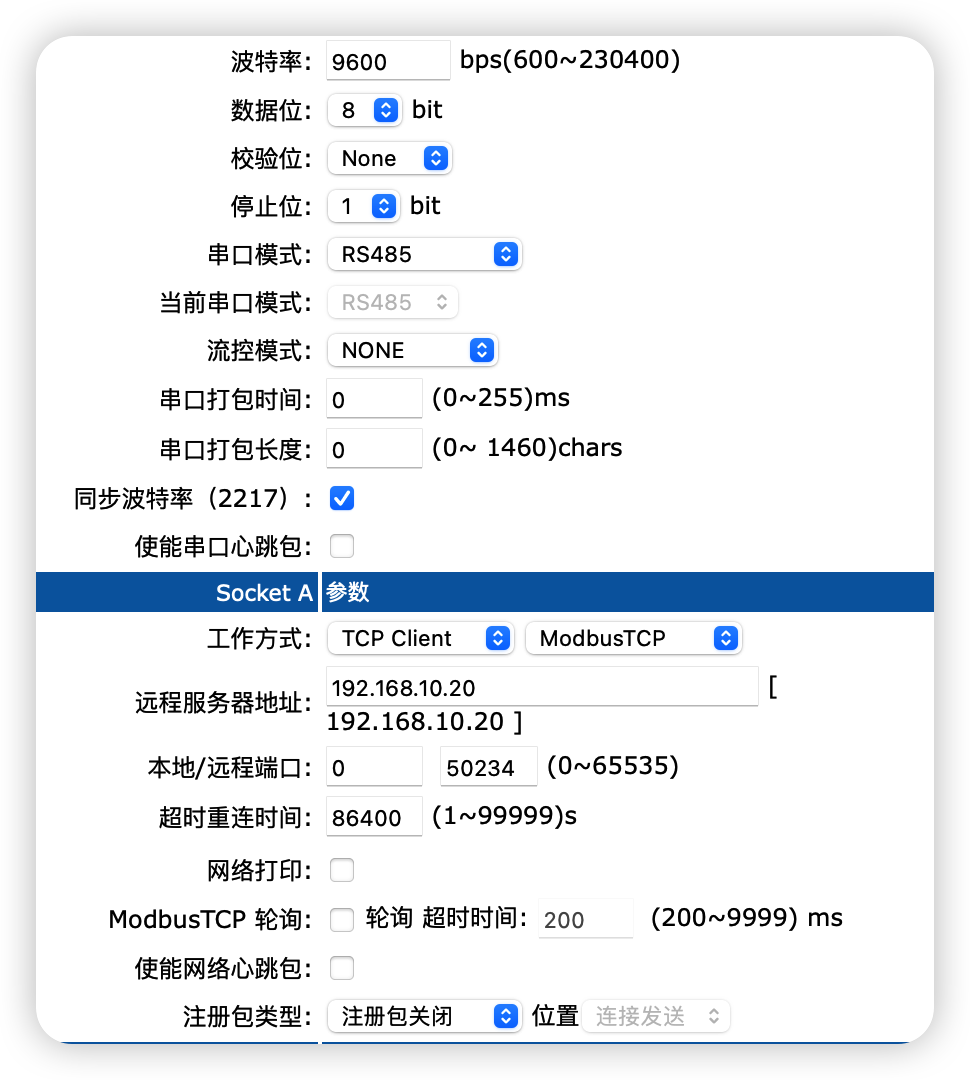 波特率: 9600 bps(600~230400)
数据位: 8 bit
校验位: None
停止位: 1 bit
串口模式: RS485
当前串口模式: RS485
流控模式: NONE
串口打包时间: 0 (0~255)ms
串口打包长度: 0 (0~ 1460)chars
同步波特率（2217）:
使能串口心跳包:
Socket A 参数
工作方式: TCP Client ModbusTCP
远程服务器地址: 192.168.10.20 [
192.168.10.20 ]
本地/远程端口: 0 50234 (0~65535)
超时重连时间: 86400 (1~99999)s
网络打印:
ModbusTCP 轮询: 轮询 超时时间: 200 (200~9999) ms
使能网络心跳包:
注册包类型: 注册包关闭 位置 连接发送